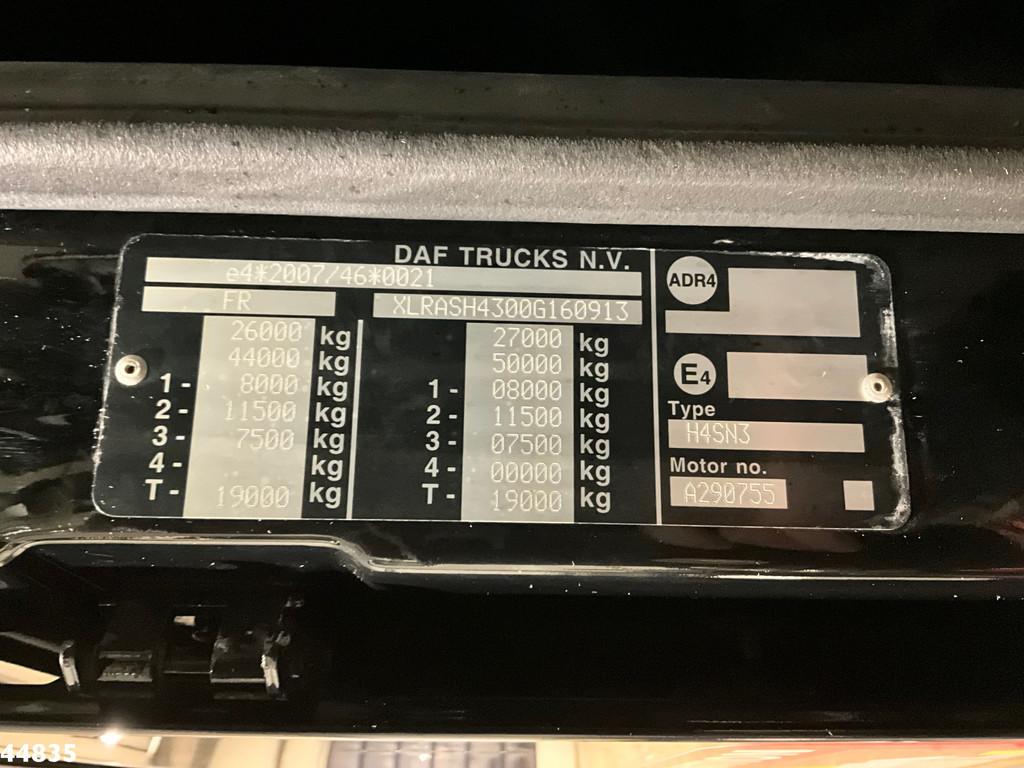 DAF TRUCKS N.V.
e4*2007/46*0021
FR XLRASH4300G160913
26000 kg 27000 kg
44000 kg 50000 kg
1- 8000 kg 1- 08000 kg
2- 11500 kg 2- 11500 kg
3- 7500 kg 3- 07500 kg
4- kg 4- 00000 kg
T- 19000 kg T- 19000 kg
ADR4
E4
Type
H4SN3
Motor no.
A290755
44835